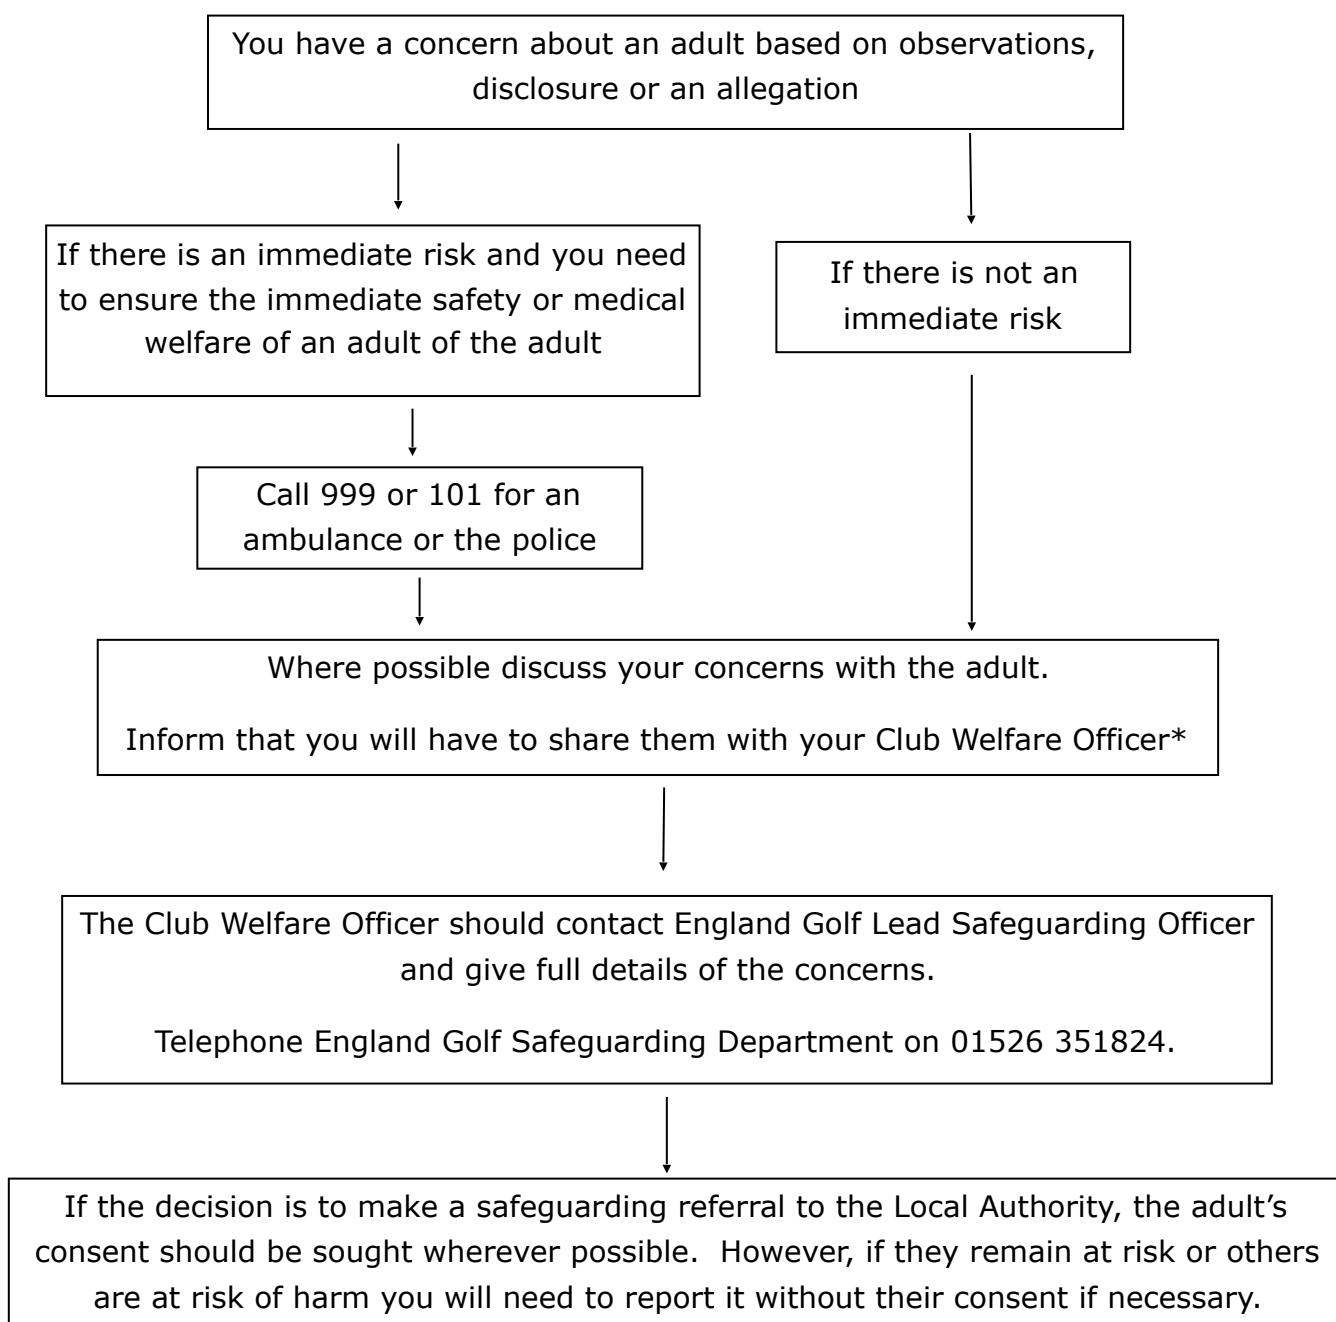 You have a concern about an adult based on observations,
disclosure or an allegation
If there is an immediate risk and you need
to ensure the immediate safety or medical
welfare of an adult of the adult
If there is not an
immediate risk
Call 999 or 101 for an
ambulance or the police
Where possible discuss your concerns with the adult.
Inform that you will have to share them with your Club Welfare Officer*
The Club Welfare Officer should contact England Golf Lead Safeguarding Officer
and give full details of the concerns.
Telephone England Golf Safeguarding Department on 01526 351824.
If the decision is to make a safeguarding referral to the Local Authority, the adult’s
consent should be sought wherever possible.  However, if they remain at risk or others
are at risk of harm you will need to report it without their consent if necessary.